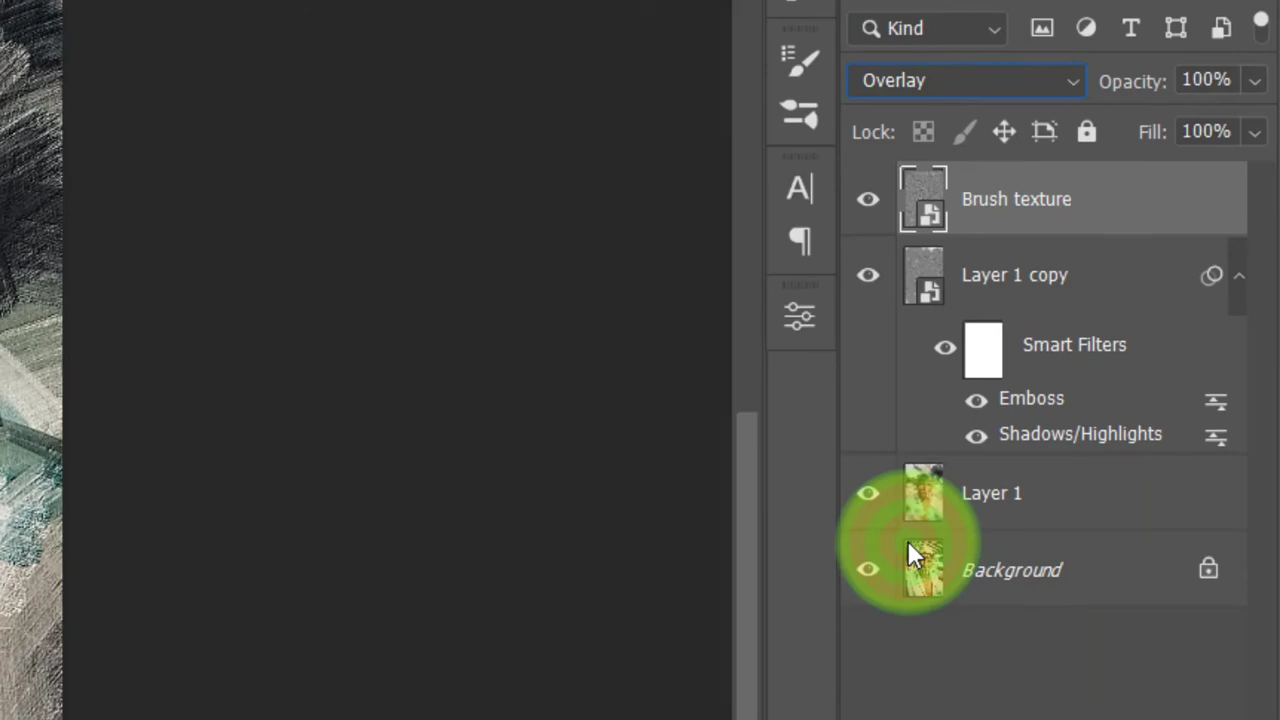 Kind
Overlay
Opacity: 100%
Lock:
Fill: 100%
Brush texture
Layer 1 copy
Smart Filters
Emboss
Shadows/Highlights
Layer 1
Background